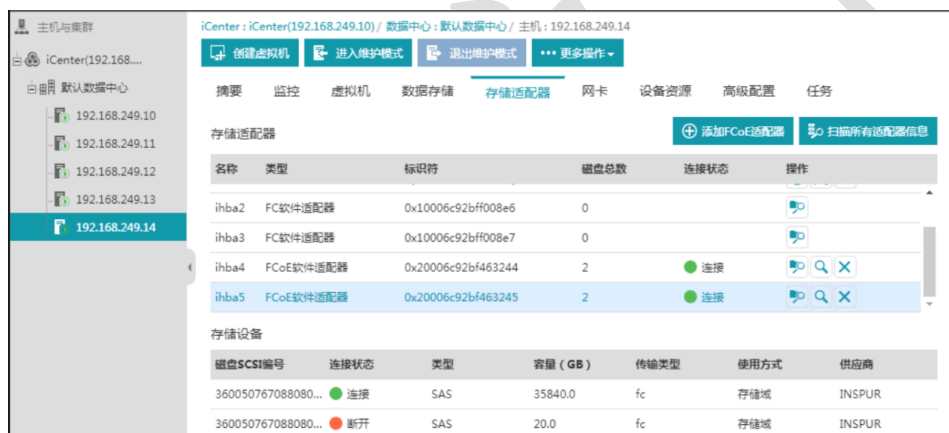 主机与集群
iCenter(192.168....
默认数据中心
192.168.249.10
192.168.249.11
192.168.249.12
192.168.249.13
192.168.249.14
iCenter : iCenter(192.168.249.10) / 数据中心 : 默认数据中心 / 主机 : 192.168.249.14
创建虚拟机 进入维护模式 退出维护模式 ••• 更多操作
摘要 监控 虚拟机 数据存储 存储适配器 网卡 设备资源 高级配置 任务
存储适配器 添加FCoE适配器 扫描所有适配器信息
名称 类型 标识符 磁盘总数 连接状态 操作
ihba2 FC软件适配器 0x10006c92bff008e6 0
ihba3 FC软件适配器 0x10006c92bff008e7 0
ihba4 FCoE软件适配器 0x20006c92bf463244 2 连接
ihba5 FCoE软件适配器 0x20006c92bf463245 2 连接
存储设备
磁盘SCSI编号 连接状态 类型 容量（GB） 传输类型 使用方式 供应商
360050767088080... 连接 SAS 35840.0 fc 存储域 INSPUR
360050767088080... 断开 SAS 20.0 fc 存储域 INSPUR